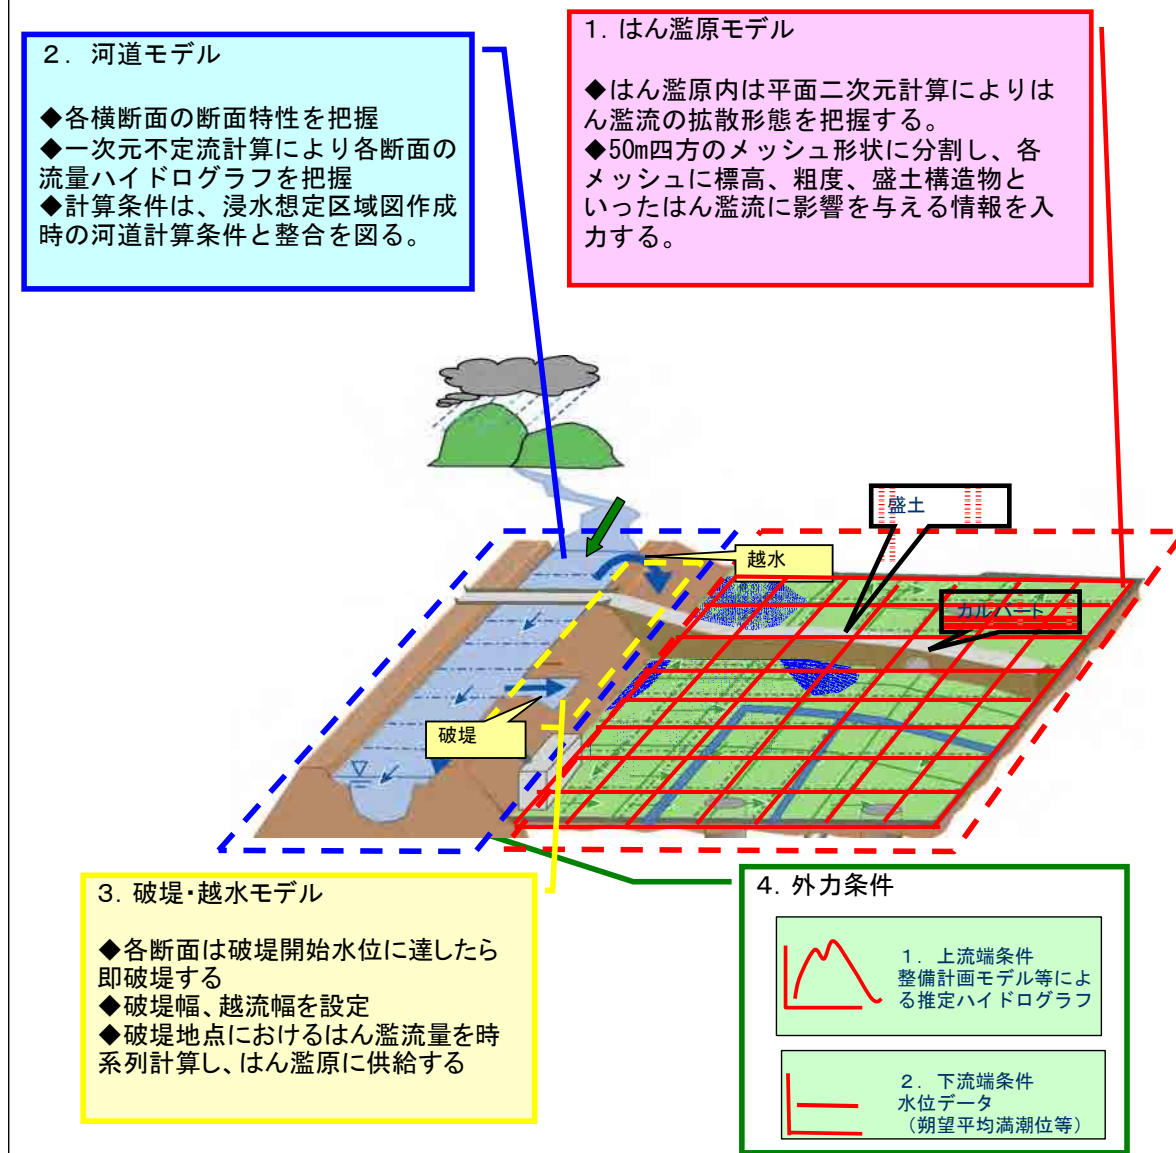 2. 河道モデル
◆各横断面の断面特性を把握
◆一次元不定流計算により各断面の
流量ハイドログラフを把握
◆計算条件は、浸水想定区域図作成
時の河道計算条件と整合を図る。
1. はん濫原モデル
◆はん濫原内は平面二次元計算によりは
ん濫流の拡散形態を把握する。
◆50m四方のメッシュ形状に分割し、各
メッシュに標高、粗度、盛土構造物と
いったはん濫流に影響を与える情報を入
力する。
盛土
越水
カルバート
破堤
3. 破堤・越水モデル
◆各断面は破堤開始水位に達したら
即破堤する
◆破堤幅、越流幅を設定
◆破堤地点におけるはん濫流量を時
系列計算し、はん濫原に供給する
4. 外力条件
1. 上流端条件
整備計画モデル等によ
る推定ハイドログラフ
2. 下流端条件
水位データ
（朔望平均満潮位等）